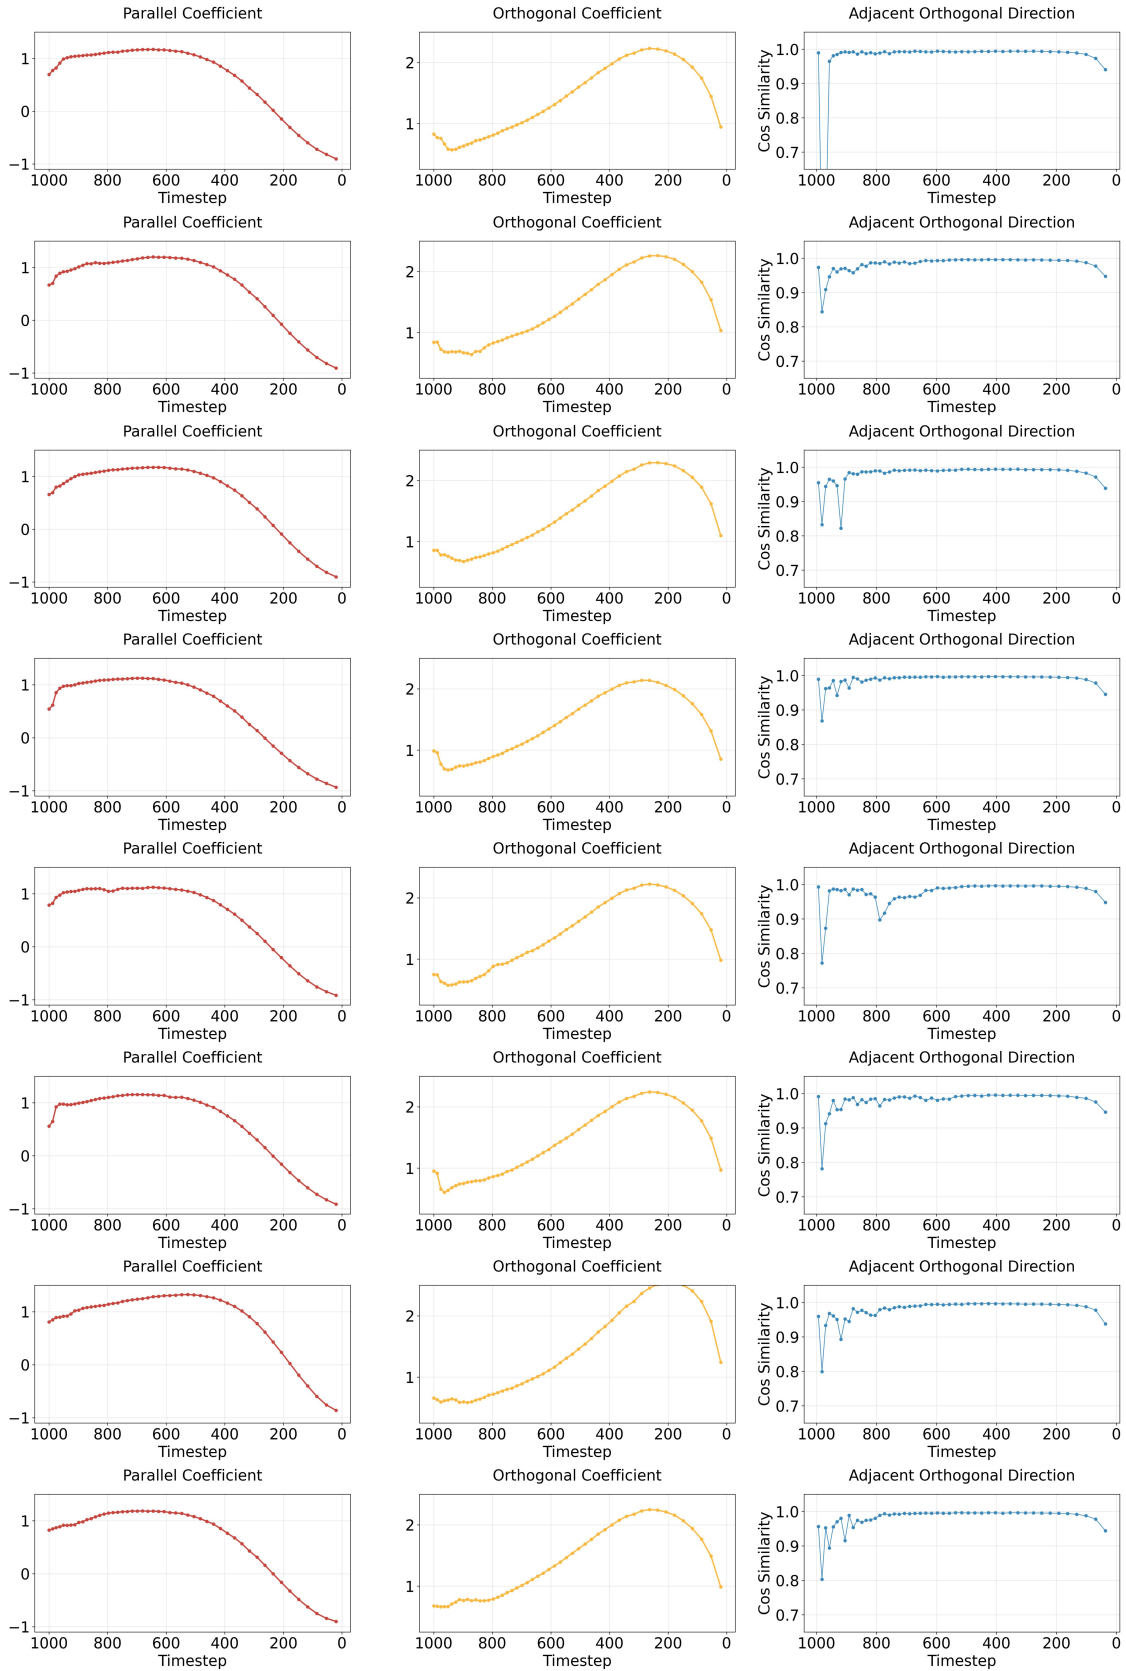 Parallel Coefficient Orthogonal Coefficient Adjacent Orthogonal Direction
1 0 −1
2 1
Cos Similarity
1.0 0.9 0.8 0.7
1000 800 600 400 200 0 1000 800 600 400 200 0 1000 800 600 400 200 0
Timestep Timestep Timestep
Parallel Coefficient Orthogonal Coefficient Adjacent Orthogonal Direction
1 0 −1
2 1
Cos Similarity
1.0 0.9 0.8 0.7
1000 800 600 400 200 0 1000 800 600 400 200 0 1000 800 600 400 200 0
Timestep Timestep Timestep
Parallel Coefficient Orthogonal Coefficient Adjacent Orthogonal Direction
1 0 −1
2 1
Cos Similarity
1.0 0.9 0.8 0.7
1000 800 600 400 200 0 1000 800 600 400 200 0 1000 800 600 400 200 0
Timestep Timestep Timestep
Parallel Coefficient Orthogonal Coefficient Adjacent Orthogonal Direction
1 0 −1
2 1
Cos Similarity
1.0 0.9 0.8 0.7
1000 800 600 400 200 0 1000 800 600 400 200 0 1000 800 600 400 200 0
Timestep Timestep Timestep
Parallel Coefficient Orthogonal Coefficient Adjacent Orthogonal Direction
1 0 −1
2 1
Cos Similarity
1.0 0.9 0.8 0.7
1000 800 600 400 200 0 1000 800 600 400 200 0 1000 800 600 400 200 0
Timestep Timestep Timestep
Parallel Coefficient Orthogonal Coefficient Adjacent Orthogonal Direction
1 0 −1
2 1
Cos Similarity
1.0 0.9 0.8 0.7
1000 800 600 400 200 0 1000 800 600 400 200 0 1000 800 600 400 200 0
Timestep Timestep Timestep
Parallel Coefficient Orthogonal Coefficient Adjacent Orthogonal Direction
1 0 −1
2 1
Cos Similarity
1.0 0.9 0.8 0.7
1000 800 600 400 200 0 1000 800 600 400 200 0 1000 800 600 400 200 0
Timestep Timestep Timestep
Parallel Coefficient Orthogonal Coefficient Adjacent Orthogonal Direction
1 0 −1
2 1
Cos Similarity
1.0 0.9 0.8 0.7
1000 800 600 400 200 0 1000 800 600 400 200 0 1000 800 600 400 200 0
Timestep Timestep Timestep